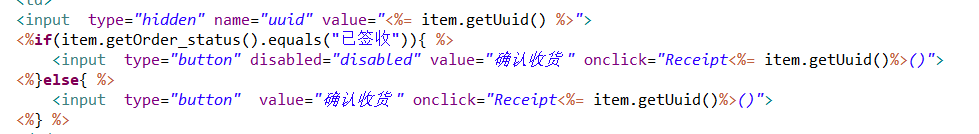 <td>
<input  type="hidden" name="uuid" value="<%= item.getUuid() %>">
<%if(item.getOrder_status().equals("已签收")){ %>
    <input  type="button" disabled="disabled" value="确认收货" onclick="Receipt<%= item.getUuid()%>()">
<%}else{ %>
    <input  type="button"  value="确认收货" onclick="Receipt<%= item.getUuid()%>()">
<%} %>